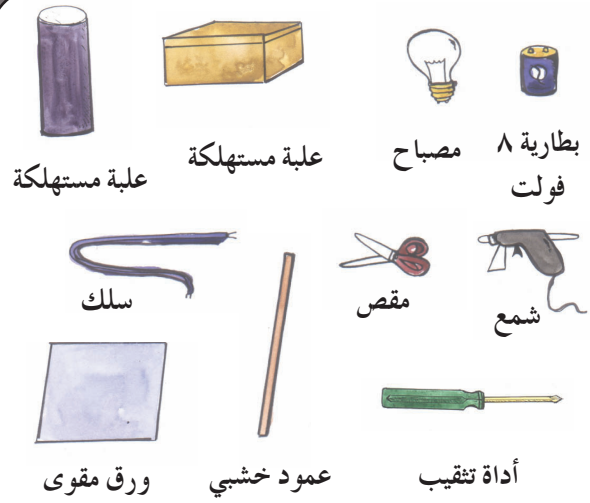 بطارية ٨
فولت
مصباح
علبة مستهلكة
علبة مستهلكة
شمع
مقص
سلك
أداة تثقيب
عمود خشبي
ورق مقوى